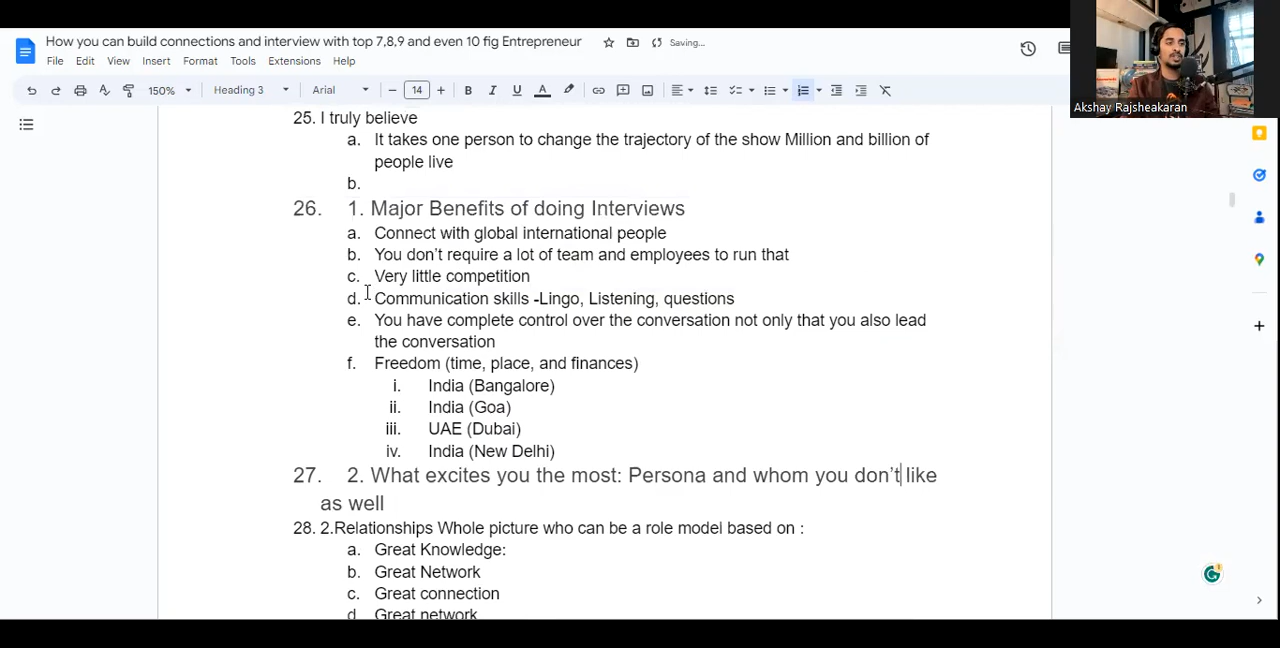 How you can build connections and interview with top 7,8,9 and even 10 fig Entrepreneur
Saving...
File Edit View Insert Format Tools Extensions Help
150% Heading 3 Arial 14
Akshay Rajsheakaran
25. I truly believe
a. It takes one person to change the trajectory of the show Million and billion of
people live
b.
26. 1. Major Benefits of doing Interviews
a. Connect with global international people
b. You don’t require a lot of team and employees to run that
c. Very little competition
d. Communication skills -Lingo, Listening, questions
e. You have complete control over the conversation not only that you also lead
the conversation
f. Freedom (time, place, and finances)
i. India (Bangalore)
ii. India (Goa)
iii. UAE (Dubai)
iv. India (New Delhi)
27. 2. What excites you the most: Persona and whom you don’t like
as well
28. 2.Relationships Whole picture who can be a role model based on :
a. Great Knowledge:
b. Great Network
c. Great connection
d. Great network